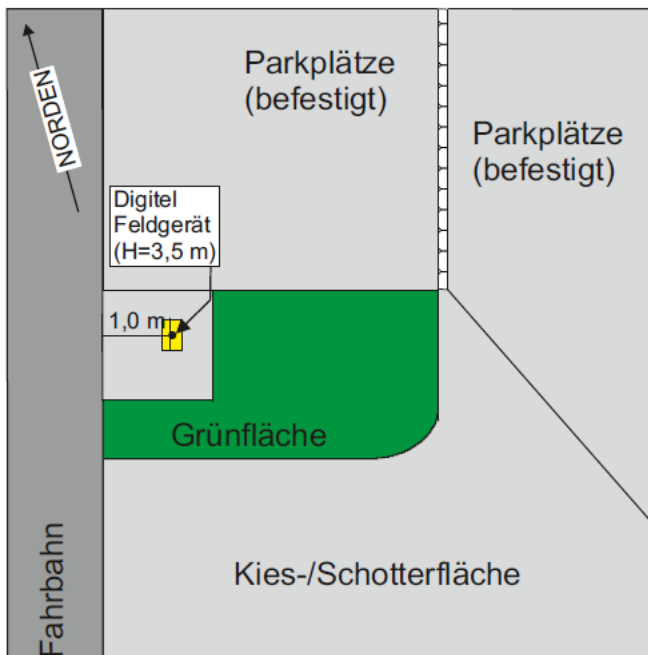 NORDEN
Parkplätze
(befestigt)
Parkplätze
(befestigt)
Digitel
Feldgerät
(H=3,5 m)
1,0 m
Grünfläche
Fahrbahn
Kies-/Schotterfläche